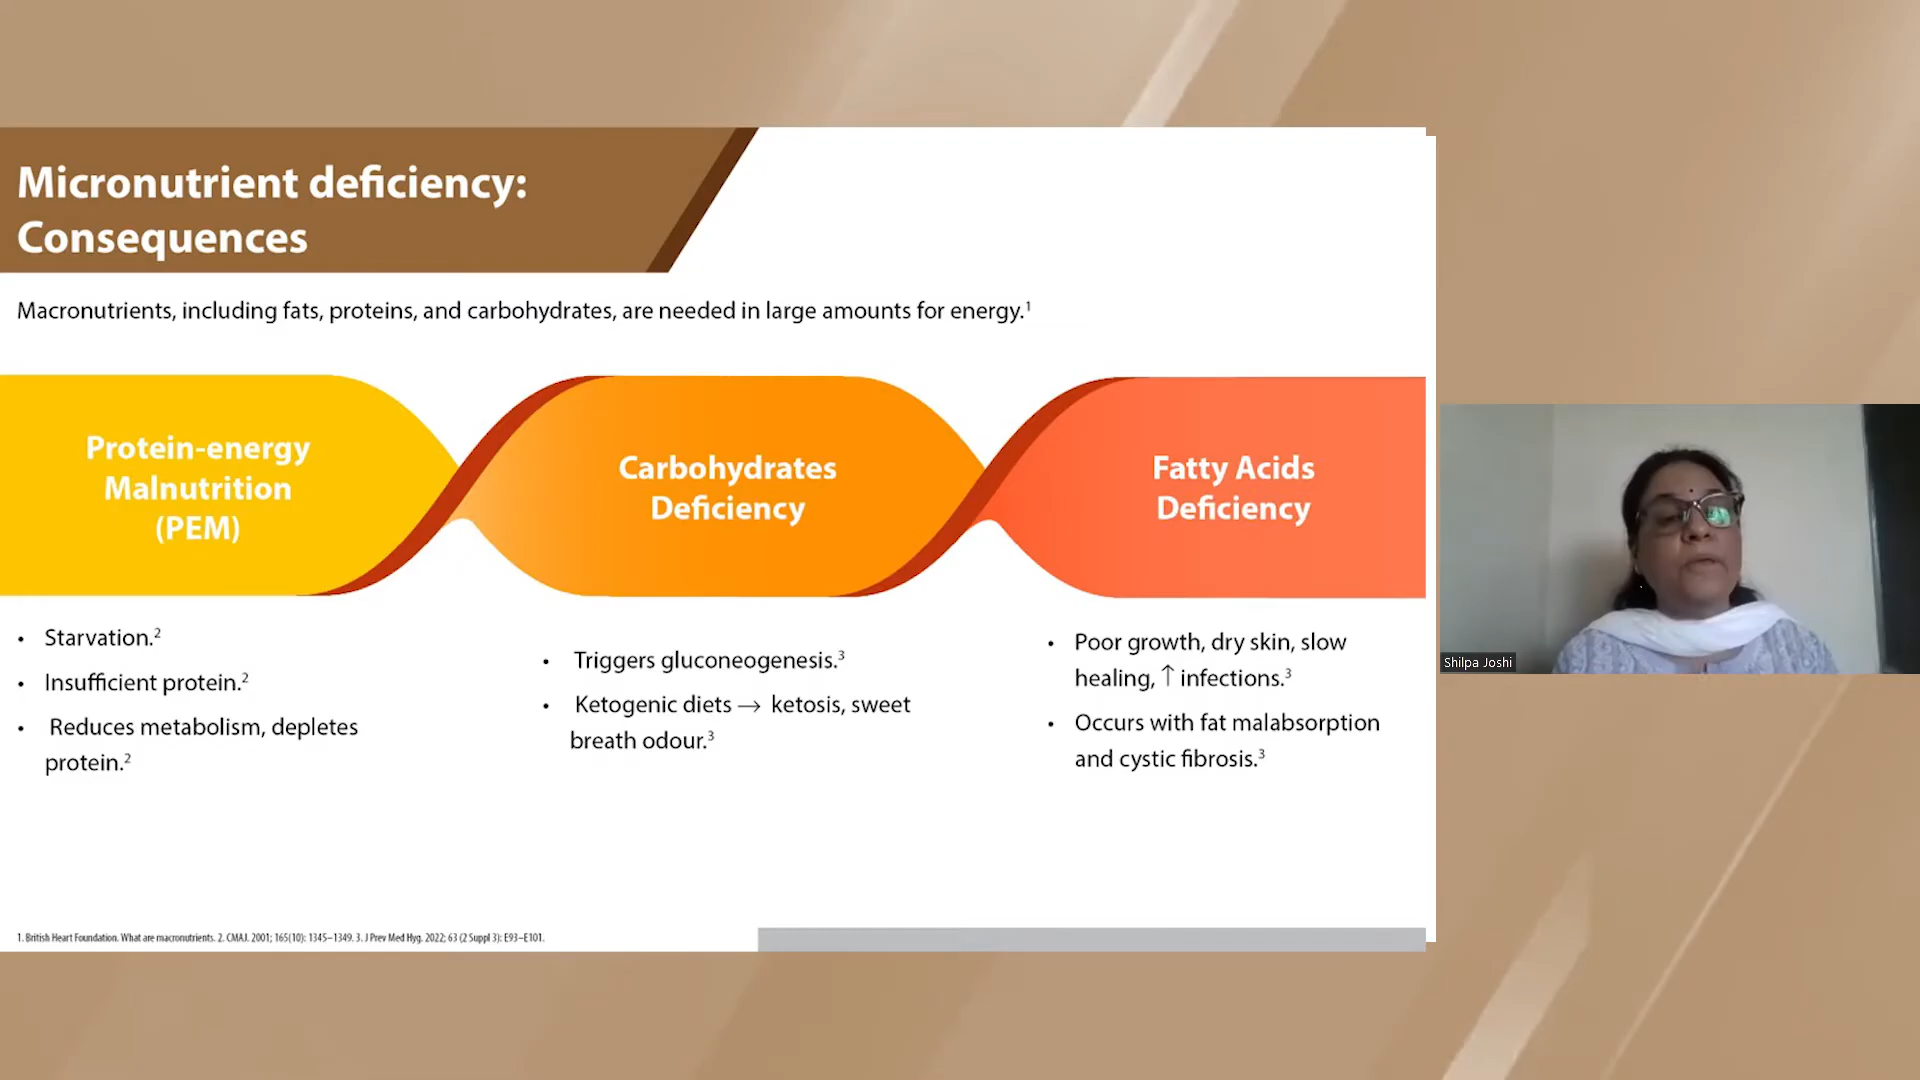 Micronutrient deficiency:
Consequences
Macronutrients, including fats, proteins, and carbohydrates, are needed in large amounts for energy.¹
Protein-energy
Malnutrition
(PEM)
• Starvation.²
• Insufficient protein.²
• Reduces metabolism, depletes
protein.²
Carbohydrates
Deficiency
• Triggers gluconeogenesis.³
• Ketogenic diets → ketosis, sweet
breath odour.³
Fatty Acids
Deficiency
• Poor growth, dry skin, slow
healing, ↑ infections.³
• Occurs with fat malabsorption
and cystic fibrosis.³
Shilpa Joshi
1. British Heart Foundation. What are macronutrients. 2. CMAJ. 2001; 165(10): 1345–1349. 3. J Prev Med Hyg. 2022; 63 (2 Suppl 3): E93–E101.